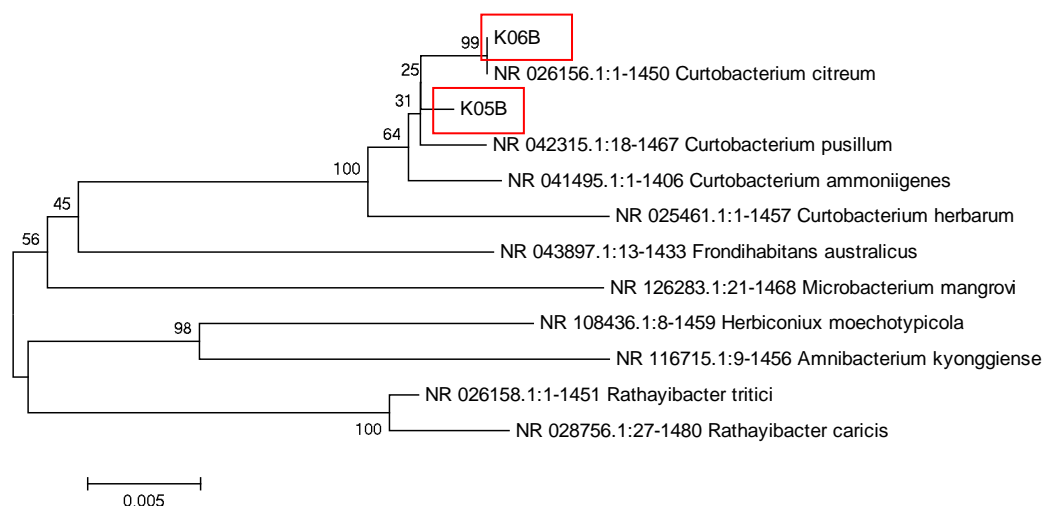 K06B
99
NR 026156.1:1-1450 Curtobacterium citreum
25
K05B
31
NR 042315.1:18-1467 Curtobacterium pusillum
64
NR 041495.1:1-1406 Curtobacterium ammoniigenes
100
NR 025461.1:1-1457 Curtobacterium herbarum
45
NR 043897.1:13-1433 Frondihabitans australicus
56
NR 126283.1:21-1468 Microbacterium mangrovi
NR 108436.1:8-1459 Herbiconiux moechotypicola
98
NR 116715.1:9-1456 Amnibacterium kyonggiense
NR 026158.1:1-1451 Rathayibacter tritici
100
NR 028756.1:27-1480 Rathayibacter caricis
0.005